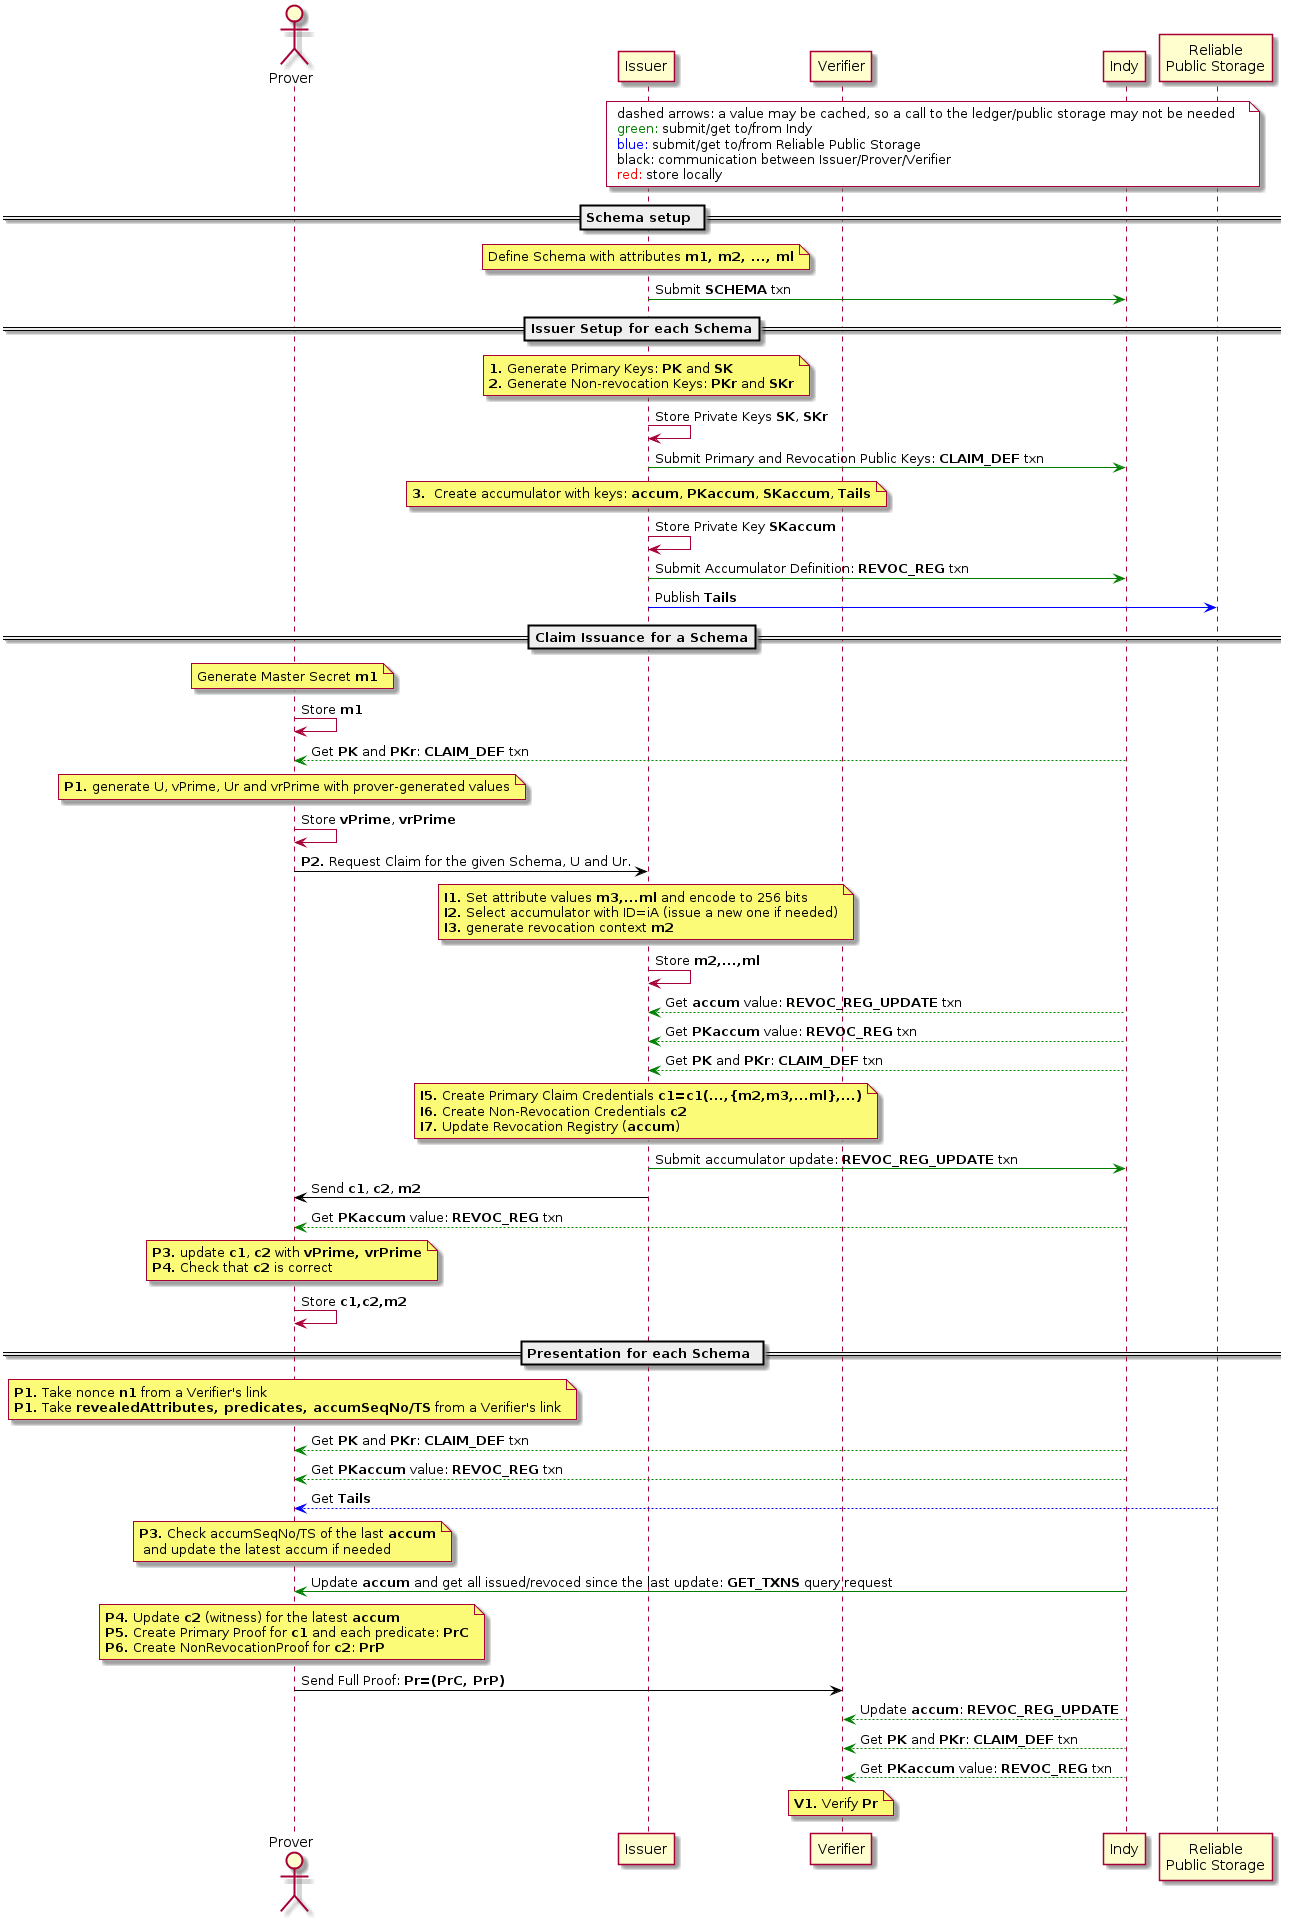 Prover
Issuer
Verifier
Indy
Reliable
Public Storage
dashed arrows: a value may be cached, so a call to the ledger/public storage may not be needed
green: submit/get to/from Indy
blue: submit/get to/from Reliable Public Storage
black: communication between Issuer/Prover/Verifier
red: store locally
Schema setup
Define Schema with attributes m1, m2, ..., ml
Submit SCHEMA txn
Issuer Setup for each Schema
1. Generate Primary Keys: PK and SK
2. Generate Non-revocation Keys: PKr and SKr
Store Private Keys SK, SKr
Submit Primary and Revocation Public Keys: CLAIM_DEF txn
3. Create accumulator with keys: accum, PKaccum, SKaccum, Tails
Store Private Key SKaccum
Submit Accumulator Definition: REVOC_REG txn
Publish Tails
Claim Issuance for a Schema
Generate Master Secret m1
Store m1
Get PK and PKr: CLAIM_DEF txn
P1. generate U, vPrime, Ur and vrPrime with prover-generated values
Store vPrime, vrPrime
P2. Request Claim for the given Schema, U and Ur.
I1. Set attribute values m3,...ml and encode to 256 bits
I2. Select accumulator with ID=iA (issue a new one if needed)
I3. generate revocation context m2
Store m2,...,ml
Get accum value: REVOC_REG_UPDATE txn
Get PKaccum value: REVOC_REG txn
Get PK and PKr: CLAIM_DEF txn
I5. Create Primary Claim Credentials c1=c1(...,{m2,m3,...ml},...)
I6. Create Non-Revocation Credentials c2
I7. Update Revocation Registry (accum)
Submit accumulator update: REVOC_REG_UPDATE txn
Send c1, c2, m2
Get PKaccum value: REVOC_REG txn
P3. update c1, c2 with vPrime, vrPrime
P4. Check that c2 is correct
Store c1,c2,m2
Presentation for each Schema
P1. Take nonce n1 from a Verifier's link
P1. Take revealedAttributes, predicates, accumSeqNo/TS from a Verifier's link
Get PK and PKr: CLAIM_DEF txn
Get PKaccum value: REVOC_REG txn
Get Tails
P3. Check accumSeqNo/TS of the last accum
and update the latest accum if needed
Update accum and get all issued/revoced since the last update: GET_TXNS query request
P4. Update c2 (witness) for the latest accum
P5. Create Primary Proof for c1 and each predicate: PrC
P6. Create NonRevocationProof for c2: PrP
Send Full Proof: Pr=(PrC, PrP)
Update accum: REVOC_REG_UPDATE
Get PK and PKr: CLAIM_DEF txn
Get PKaccum value: REVOC_REG txn
V1. Verify Pr
Prover
Issuer
Verifier
Indy
Reliable
Public Storage